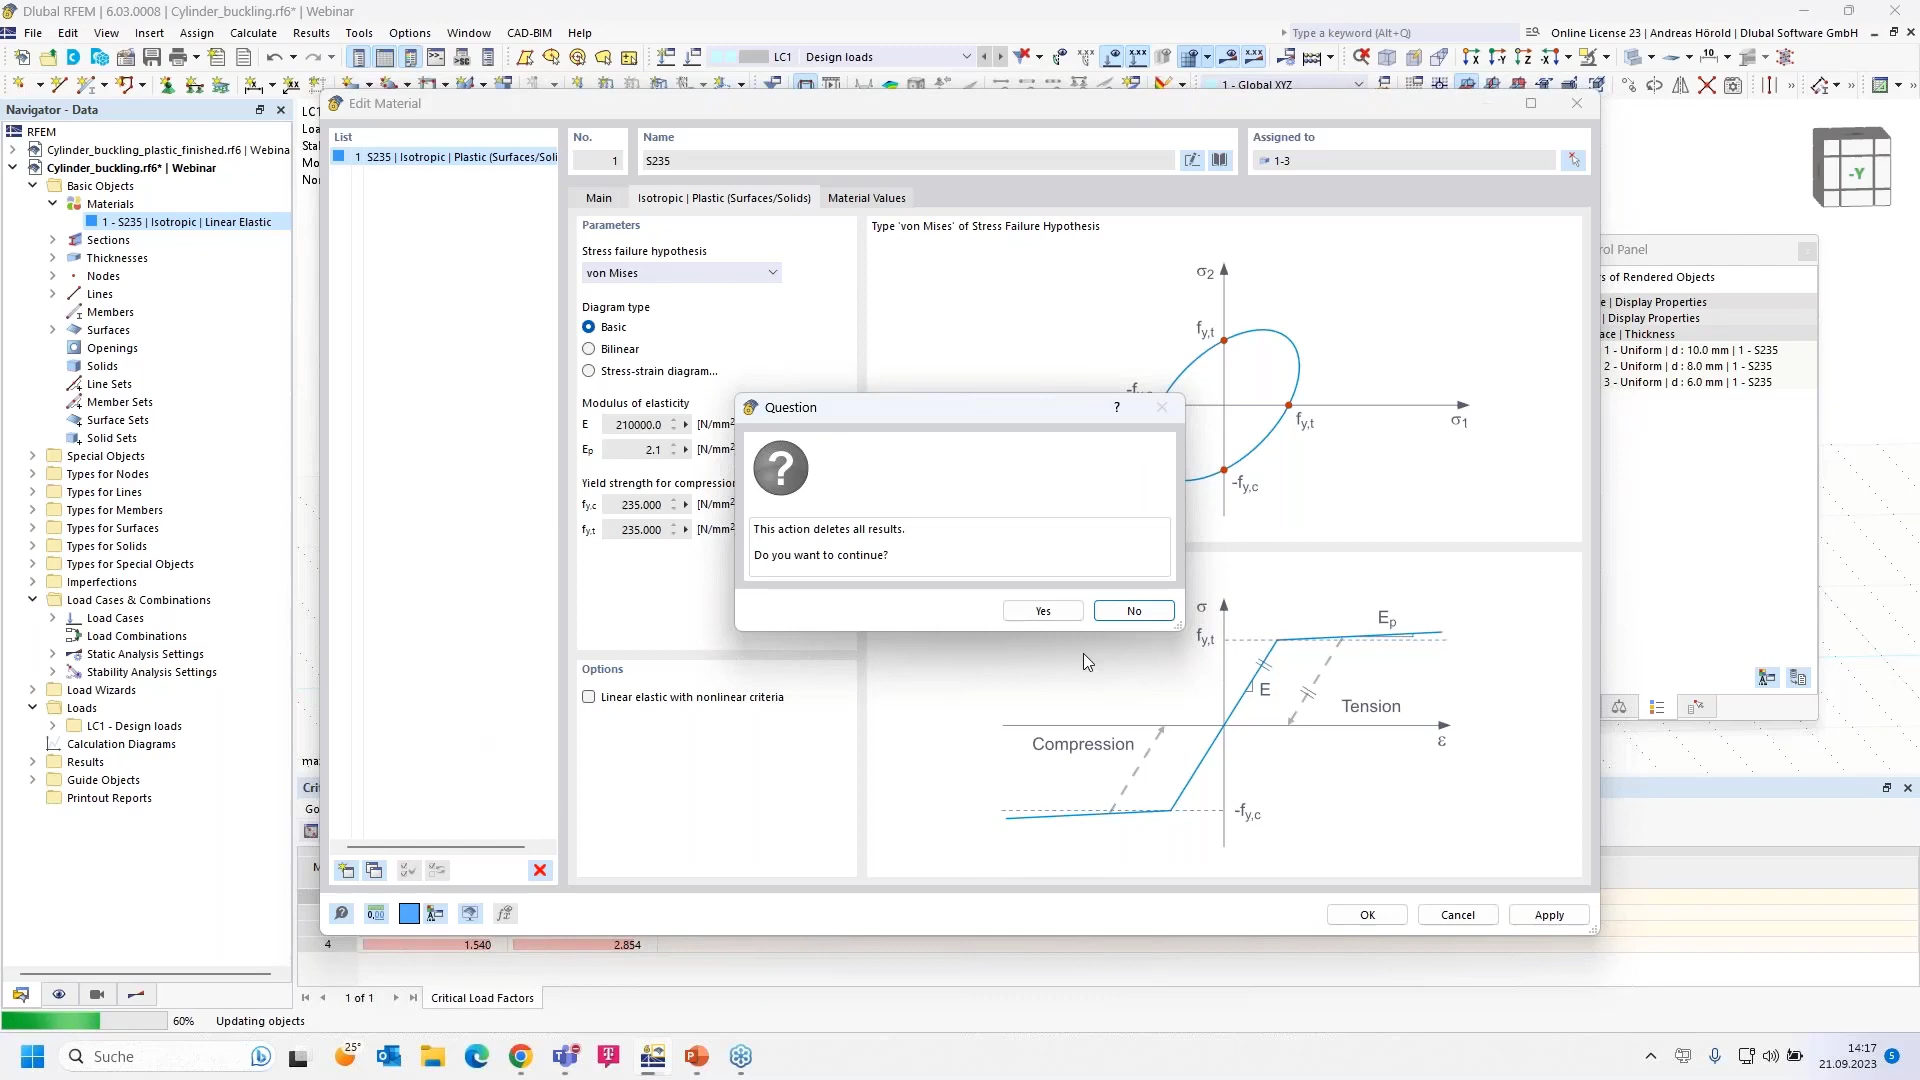 Dlubal RFEM | 6.03.0008 | Cylinder_buckling.rf6* | Webinar
File Edit View Insert Assign Calculate Results Tools Options Window CAD-BIM Help
Type a keyword (Alt+Q)
Online License 23 | Andreas Hörold | Dlubal Software GmbH
LC1 Design loads
1 - Global XYZ
Navigator - Data
RFEM
Cylinder_buckling_plastic_finished.rf6 | Webina
Cylinder_buckling.rf6* | Webinar
Basic Objects
Materials
1 - S235 | Isotropic | Linear Elastic
Sections
Thicknesses
Nodes
Lines
Members
Surfaces
Openings
Solids
Line Sets
Member Sets
Surface Sets
Solid Sets
Special Objects
Types for Nodes
Types for Lines
Types for Members
Types for Surfaces
Types for Solids
Types for Special Objects
Imperfections
Load Cases & Combinations
Load Cases
Load Combinations
Static Analysis Settings
Stability Analysis Settings
Load Wizards
Loads
LC1 - Design loads
Calculation Diagrams
Results
Guide Objects
Printout Reports
60% Updating objects
LC1
Loa
Stal
Mo
Nor
Edit Material
List
1 S235 | Isotropic | Plastic (Surfaces/Soli
No.
1
Name
S235
Assigned to
1-3
Main
Isotropic | Plastic (Surfaces/Solids)
Material Values
Parameters
Stress failure hypothesis
von Mises
Diagram type
Basic
Bilinear
Stress-strain diagram...
Modulus of elasticity
E 210000.0 [N/mm2
Ep 2.1 [N/mm2
Yield strength for compression
fy,c 235.000 [N/mm2
fy,t 235.000 [N/mm2
Options
Linear elastic with nonlinear criteria
Type 'von Mises' of Stress Failure Hypothesis
σ2
fy,t
fy,t
σ1
-fy,c
Question
?
This action deletes all results.
Do you want to continue?
Yes
No
σ
fy,t
Ep
E
Tension
Compression
ε
-fy,c
OK
Cancel
Apply
-Y
rol Panel
s of Rendered Objects
e | Display Properties
| Display Properties
ace | Thickness
1 - Uniform | d : 10.0 mm | 1 - S235
2 - Uniform | d : 8.0 mm | 1 - S235
3 - Uniform | d : 6.0 mm | 1 - S235
Crit
Go
4 1.540 2.854
1 of 1
Critical Load Factors
Suche
25°
14:17
21.09.2023
5